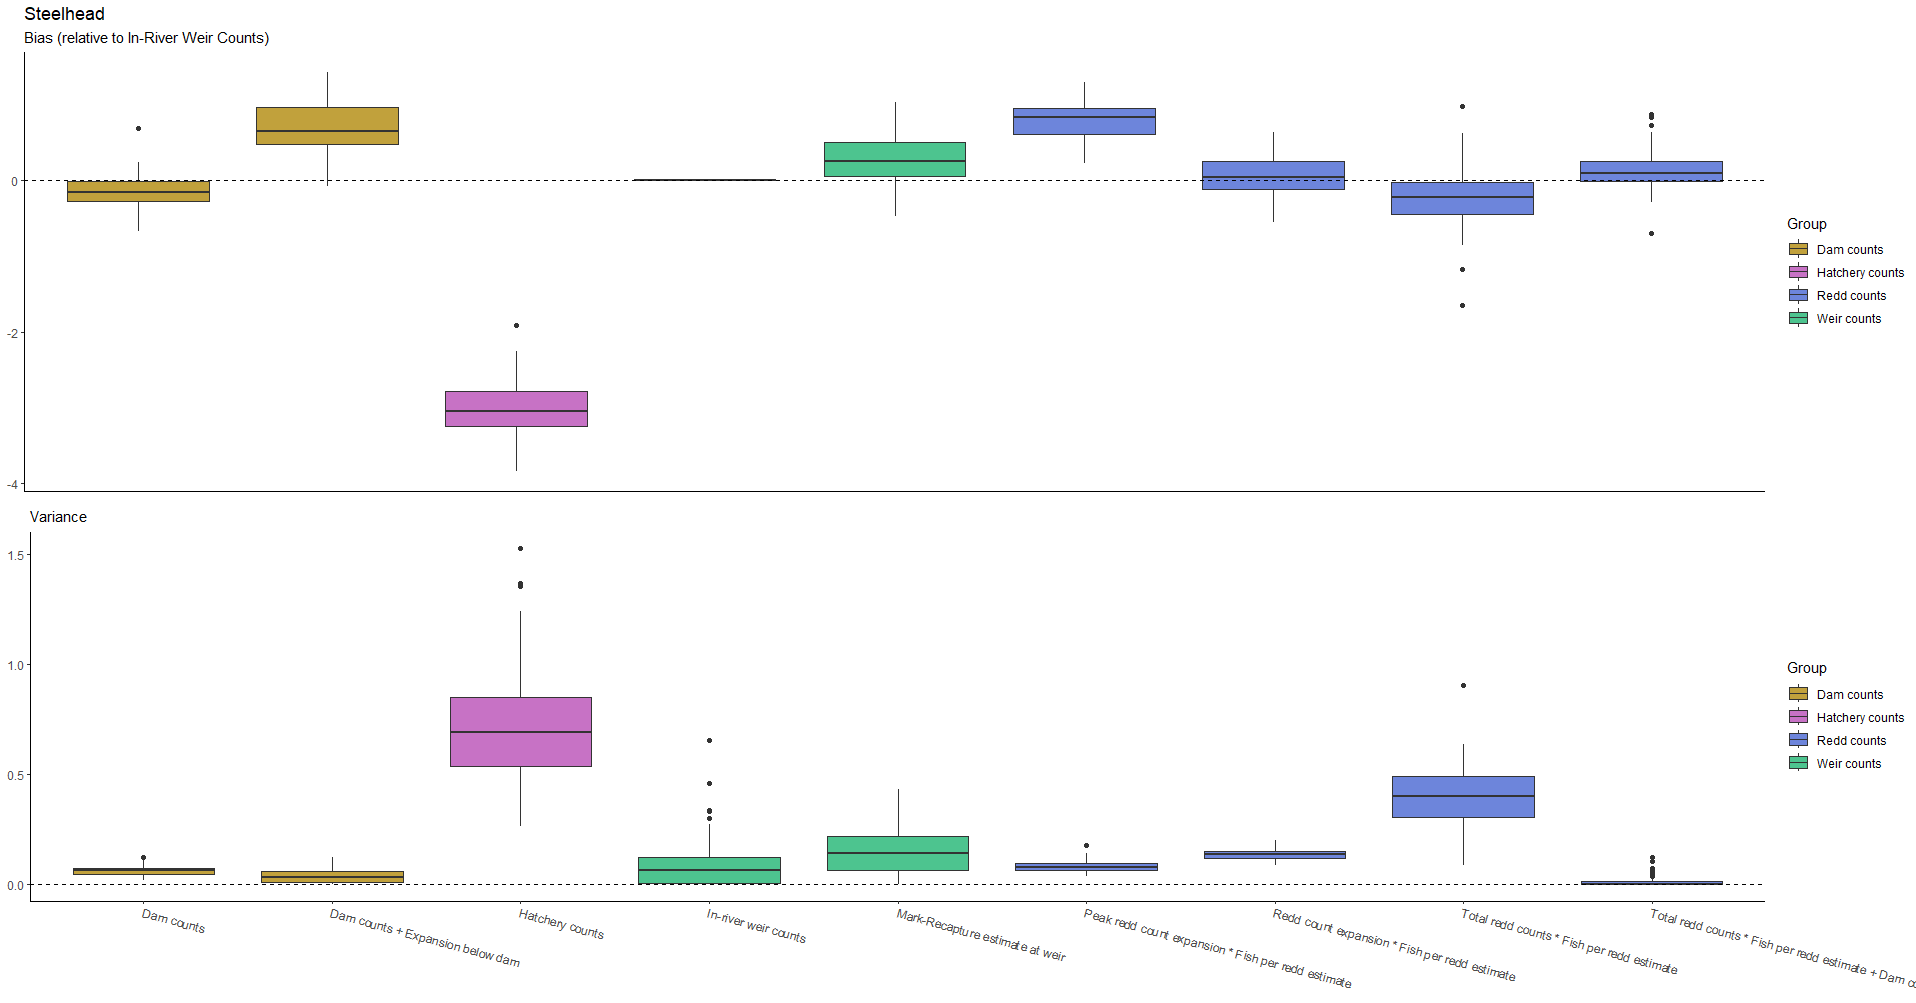 Steelhead
Bias (relative to In-River Weir Counts)
0
-2
-4
Group
Dam counts
Hatchery counts
Redd counts
Weir counts
Variance
1.5
1.0
0.5
0.0
Group
Dam counts
Hatchery counts
Redd counts
Weir counts
Dam counts
Dam counts + Expansion below dam
Hatchery counts
In-river weir counts
Mark-Recapture estimate at weir
Peak redd count expansion * Fish per redd estimate
Redd count expansion * Fish per redd estimate
Total redd counts * Fish per redd estimate
Total redd counts * Fish per redd estimate + Dam